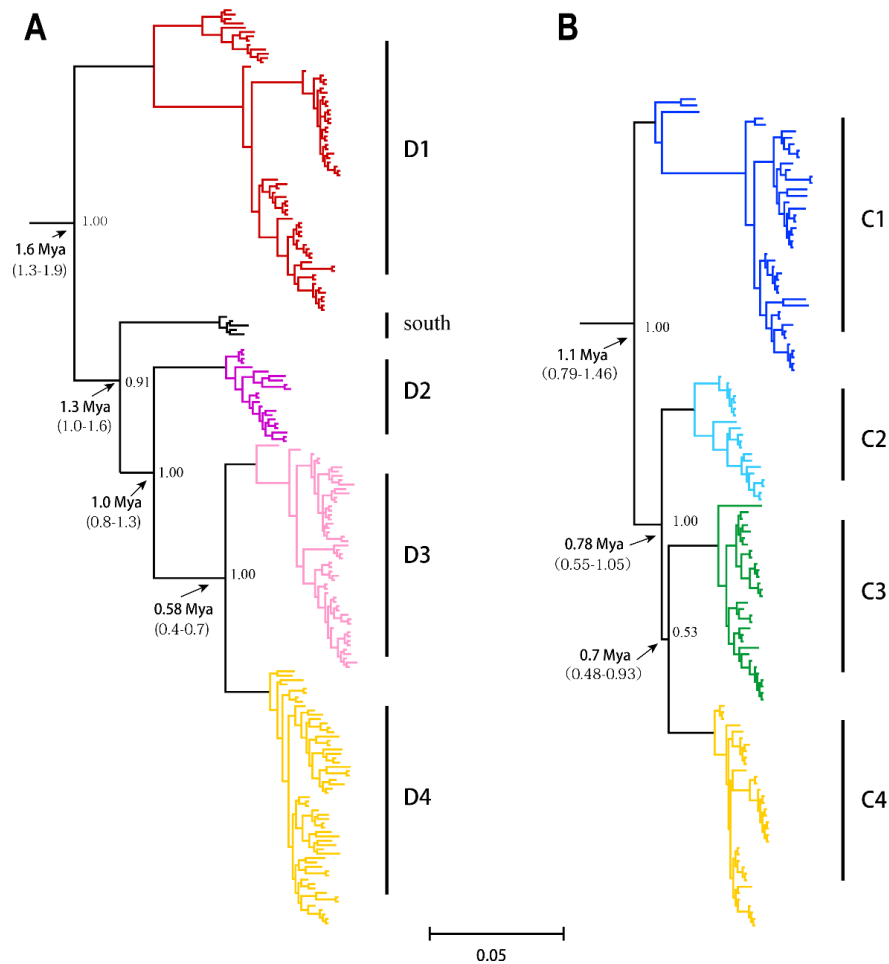 A
D1
1.00
1.6 Mya
(1.3-1.9)
south
0.91
1.3 Mya
(1.0-1.6)
D2
1.00
1.0 Mya
(0.8-1.3)
D3
1.00
0.58 Mya
(0.4-0.7)
D4
B
C1
1.00
1.1 Mya
(0.79-1.46)
C2
1.00
0.78 Mya
(0.55-1.05)
C3
0.53
0.7 Mya
(0.48-0.93)
C4
0.05